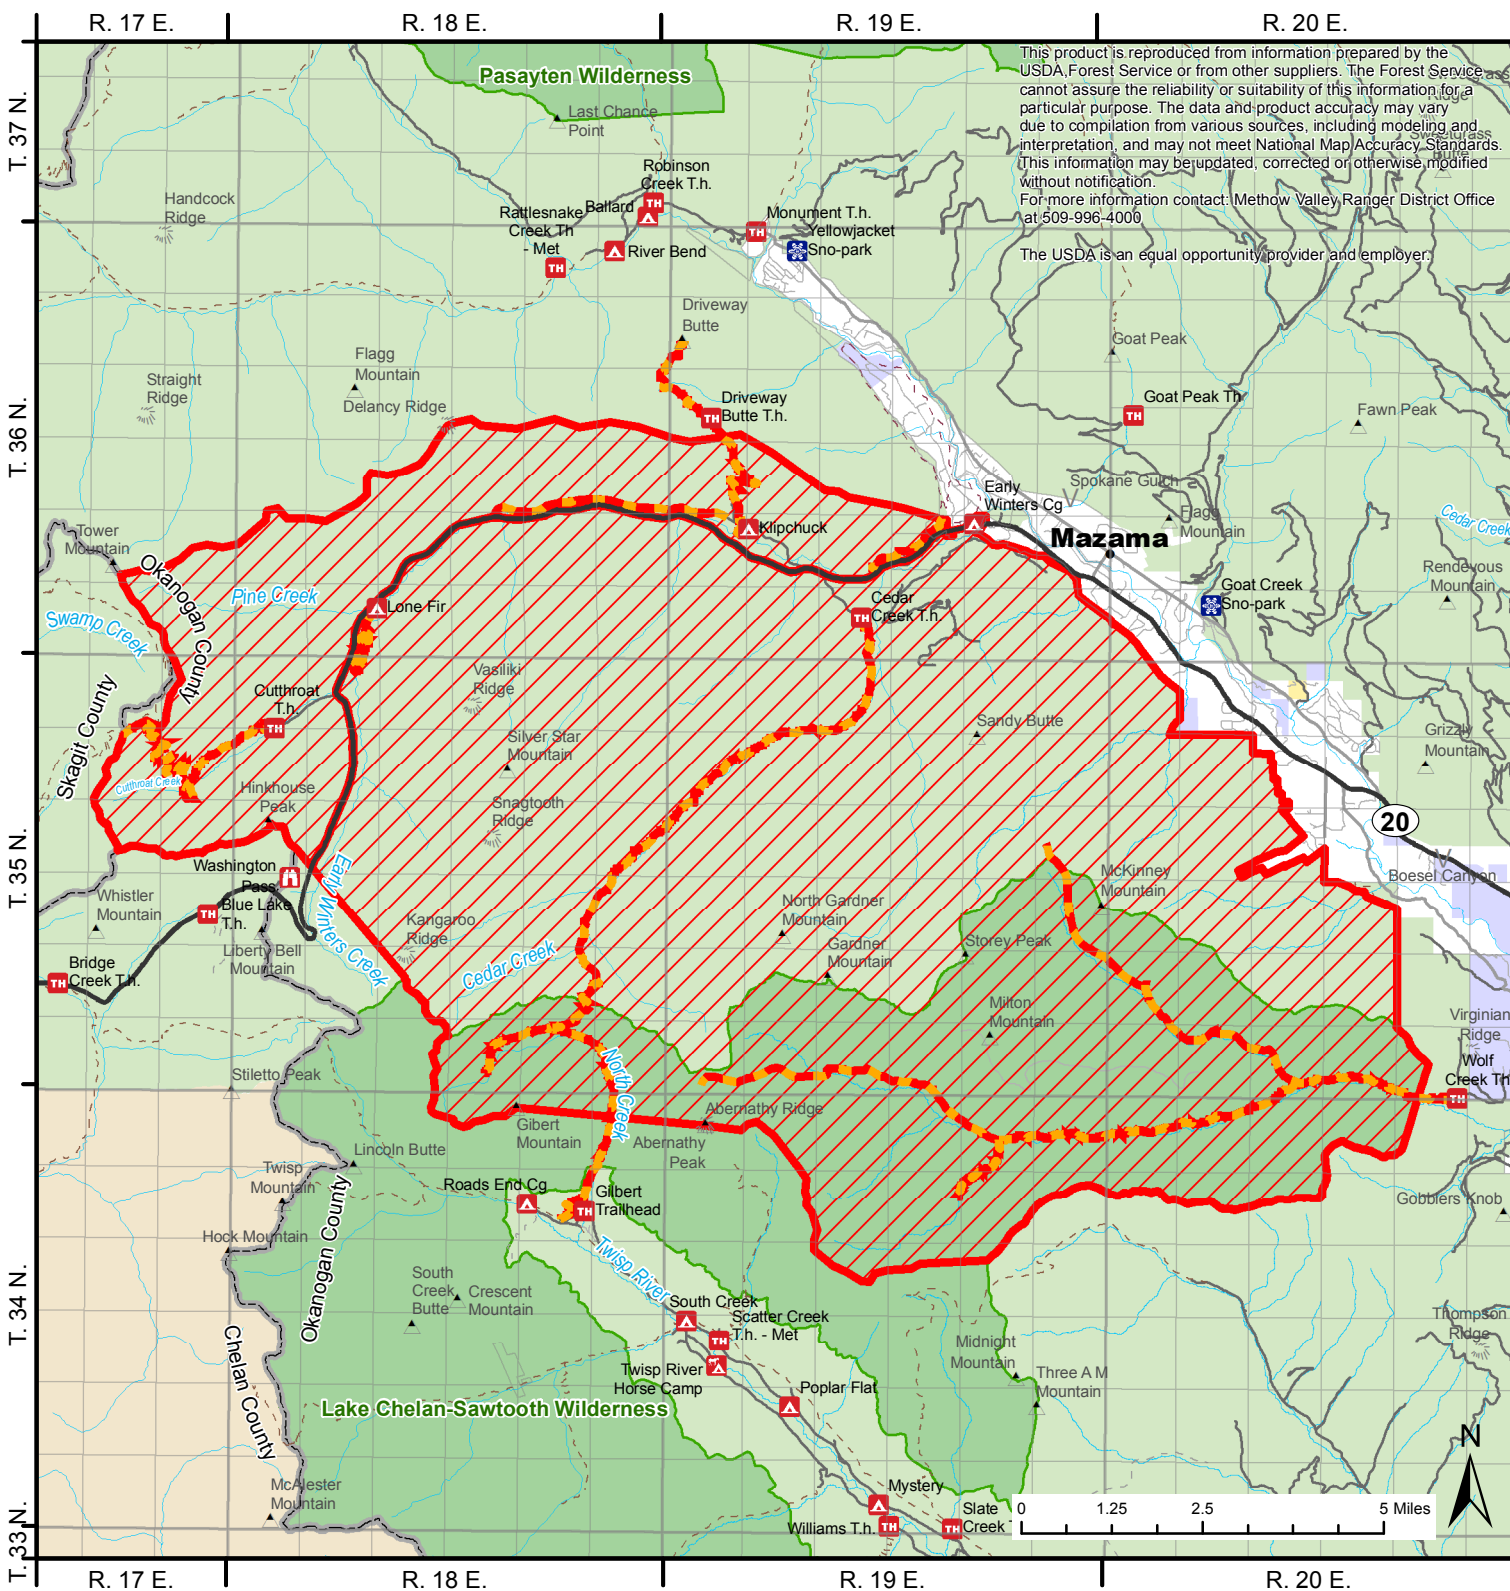 R. 17 E.
R. 18 E.
R. 19 E.
R. 20 E.
This product is reproduced from information prepared by the
USDA,Forest Service or from other suppliers. The Forest Service
cannot assure the reliability or suitability of this information for a
particular purpose. The data and product accuracy may vary
due to compilation from various sources, including modeling and
interpretation, and may not meet National Map Accuracy Standards.
This information may be updated, corrected or otherwise modified
without notification.
For more information contact: Methow Valley Ranger District Office
at 509-996-4000
The USDA is an equal opportunity provider and employer.
Ridge
Sweetgrass
Butte
Pasayten Wilderness
Last Chance
Point
T. 37 N.
Robinson
Creek T.h.
Handcock
Ridge
Rattlesnake
Creek Th
- Met
Ballard
River Bend
Monument T.h.
Yellowjacket
Sno-park
Driveway
Butte
Goat Peak
Flagg
Mountain
Straight
Ridge
Delancy Ridge
Driveway
Butte T.h.
Goat Peak Th
Fawn Peak
T. 36 N.
Early
Winters Cg
Spokane Gulch
Flagg
Mountain
Cedar Creek
Tower
Mountain
Klipchuck
Mazama
Okanogan County
Pine Creek
Lone Fir
Rendevous
Mountain
Goat Creek
Sno-park
Swamp Creek
Cedar
Creek T.h.
Vasiliki
Ridge
Cutthroat
T.h.
Skagit County
Sandy Butte
Grizzly
Mountain
Silver Star
Mountain
Cutthroat Creek
Hinkhouse
Peak
Snagtooth
Ridge
20
T. 35 N.
Washington
Pass
Early Winters Creek
McKinney
Mountain
Boesel Canyon
Whistler
Mountain
Blue Lake
T.h.
North Gardner
Mountain
Kangaroo
Ridge
Liberty Bell
Mountain
Gardner
Mountain
Storey Peak
Cedar Creek
Bridge
Creek T.h.
Milton
Mountain
Virginian
Ridge
Wolf
Creek Th
North Creek
Stiletto Peak
Abernathy Ridge
Gibert
Mountain
Abernathy
Peak
Lincoln Butte
Twisp
Mountain
Roads End Cg
Gilbert
Trailhead
Gobblers Knob
Hock Mountain
Okanogan County
Twisp River
South
Creek
Butte
Crescent
Mountain
South Creek
Scatter Creek
T.h. - Met
Thompson
Ridge
T. 34 N.
Chelan County
Midnight
Mountain
Three A M
Mountain
Twisp River
Horse Camp
Poplar Flat
Lake Chelan-Sawtooth Wilderness
N
McAlester
Mountain
Mystery
Williams T.h.
Slate
Creek
0 1.25 2.5 5 Miles
T. 33 N.
R. 17 E.
R. 18 E.
R. 19 E.
R. 20 E.